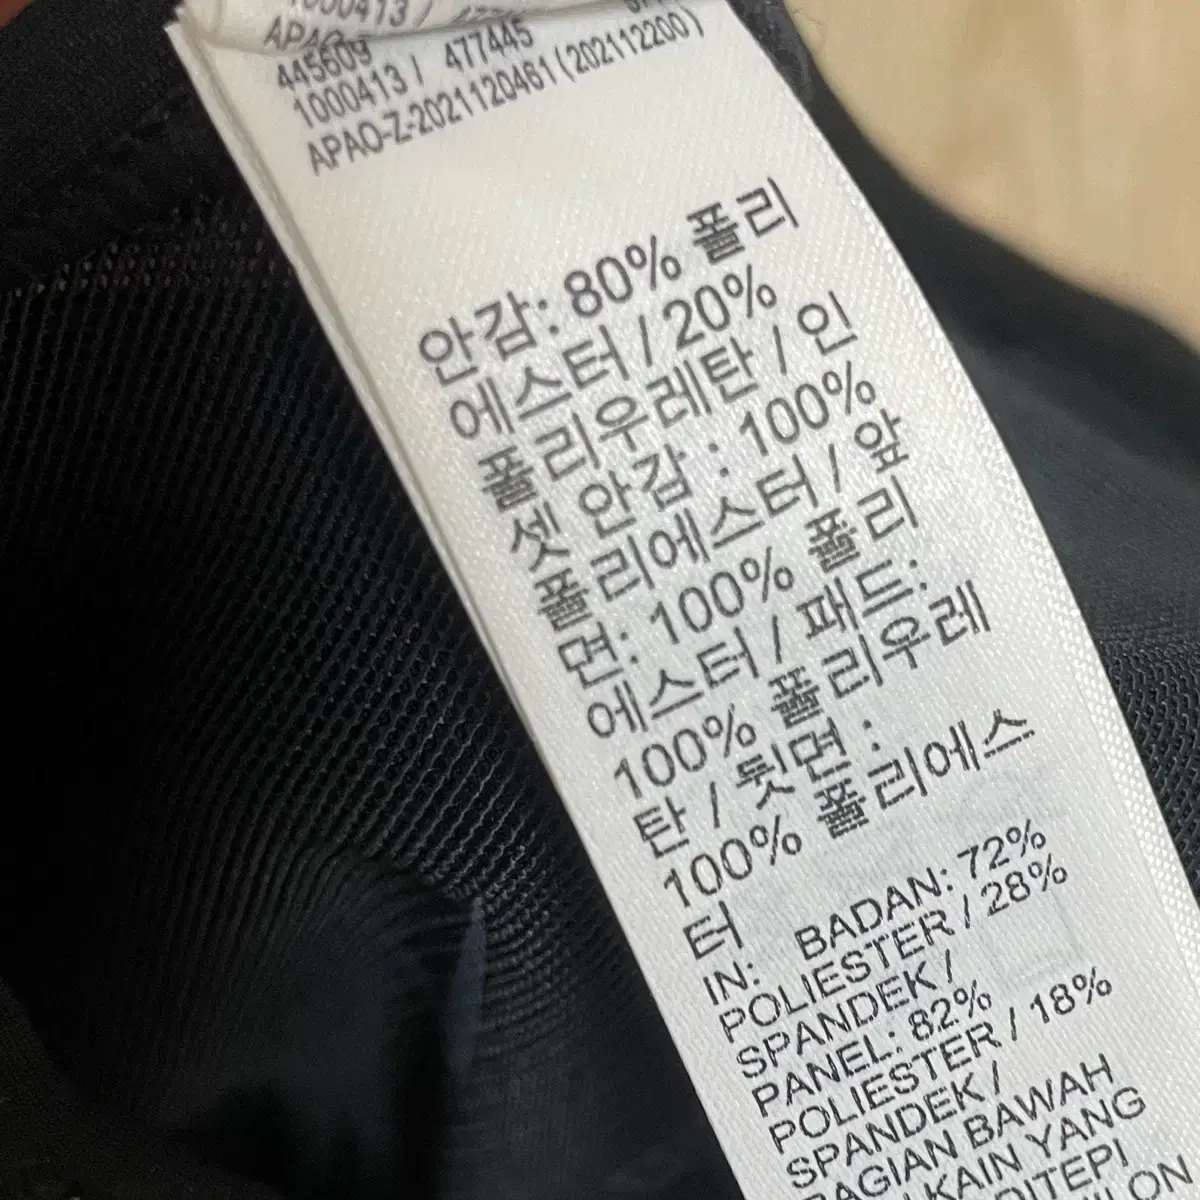 1000413 /
APAO
445609
1000413 / 477445
APAO-Z-2021120461 (202112200)
안감: 80% 폴리
에스터 / 20%
폴리우레탄 / 인
셋 안감 : 100%
폴리에스터 / 앞
면: 100% 폴리
에스터 / 패드:
100% 폴리우레
탄 / 뒷면 :
100% 폴리에스
터
IN: BADAN: 72%
POLIESTER / 28%
SPANDEK /
PANEL: 82%
POLIESTER / 18%
SPANDEK /
BAGIAN BAWAH
KAIN YANG
DITEPI